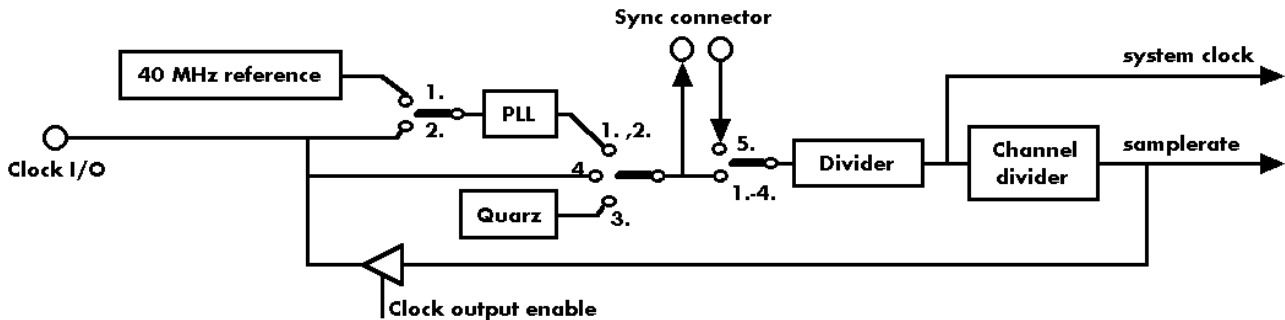 Sync connector
system clock
40 MHz reference
1.
PLL
2.
1. ,2.
5.
Divider
Channel
divider
samplerate
Clock I/O
4
1.-4.
Quarz
3.
Clock output enable